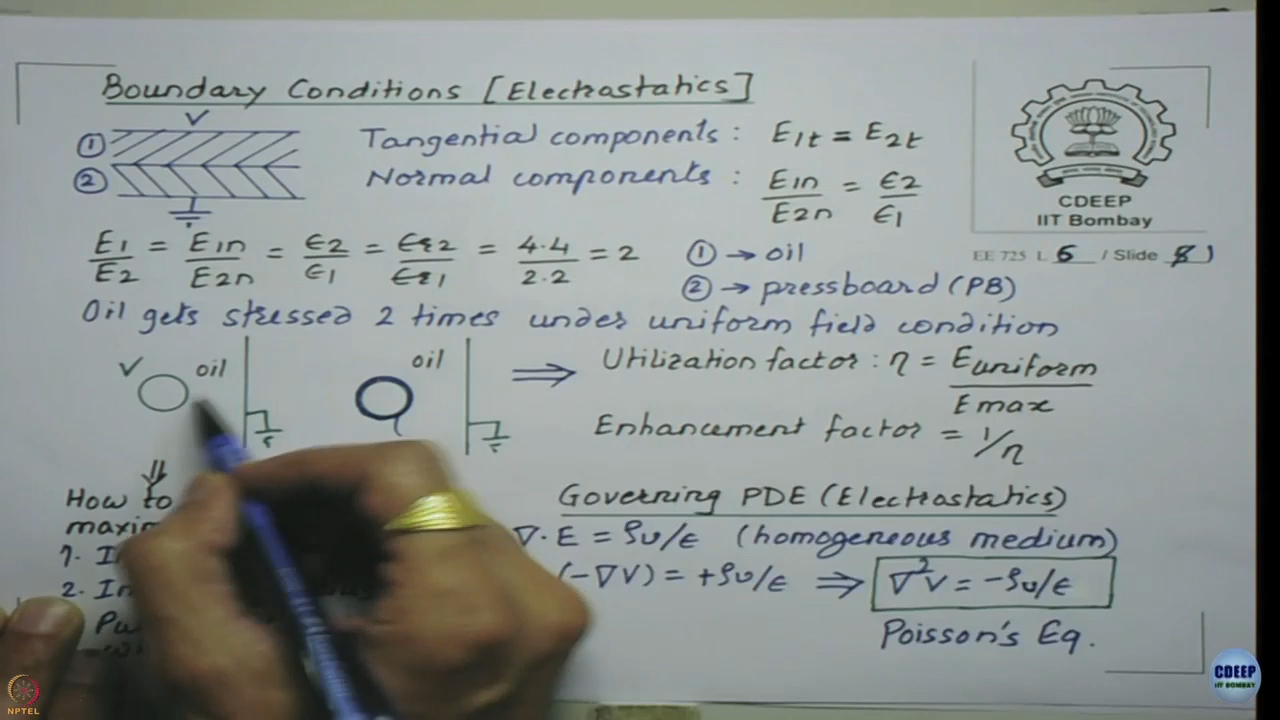 Boundary Conditions [Electrostatics]
V
① Tangential components : E1t = E2t
② Normal components : E1n/E2n = ϵ2/ϵ1
CDEEP
IIT Bombay
EE 725 L 6 / Slide 8
E1/E2 = E1n/E2n = ϵ2/ϵ1 = ϵr2/ϵr1 = 4.4/2.2 = 2
① → oil
② → pressboard (PB)
Oil gets stressed 2 times under uniform field condition
V oil
oil
⇒ Utilization factor : η = Euniform/Emax
Enhancement factor = 1/η
How to
1. I
2. In
Governing PDE (Electrostatics)
∇. E = ρv/ϵ (homogeneous medium)
(-∇V) = +ρv/ϵ ⇒ ∇²V = -ρv/ϵ
Poisson's Eq.
NPTEL
CDEEP
IIT BOMBAY